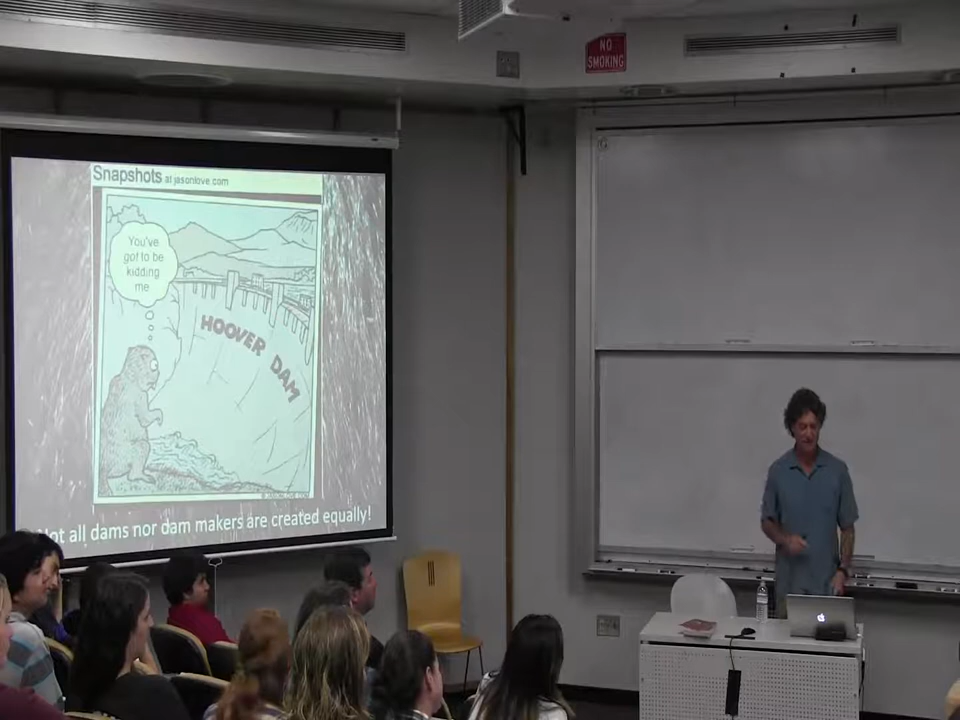 NO
SMOKING
Snapshots at jasonlove.com
You've
got to be
kidding
me
HOOVER DAM
Not all dams nor dam makers are created equally!